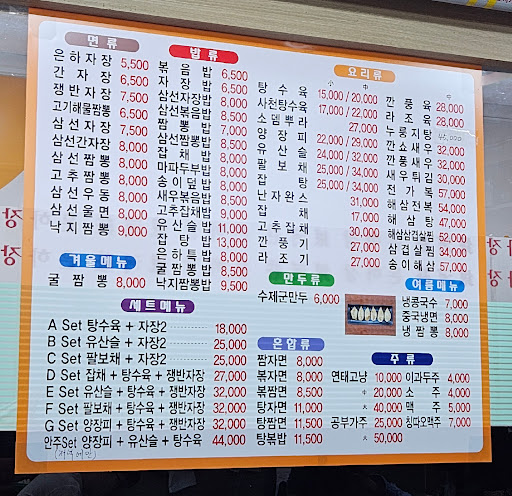 면류
은하자장 5,500
간자장 6,500
쟁반자장 7,500
고기해물짬뽕 6,500
삼선자장 7,500
삼선간자장 8,000
삼선짬뽕 8,000
고추짬뽕 8,000
삼선우동 8,000
삼선울면 8,000
낙지짬뽕 9,000
겨울메뉴
굴짬뽕 8,000
밥류
볶음밥 6,500
자장밥 6,500
삼선자장밥 8,000
삼선볶음밥 8,000
짬뽕밥 7,000
삼선짬뽕밥 8,000
잡채밥 8,000
마파두부밥 8,000
송이덮밥 8,000
새우볶음밥 8,500
고추잡채밥 9,000
유산슬밥 11,000
잡탕밥 13,000
은하특밥 8,000
굴짬뽕밥 8,500
낙지짬뽕밥 9,500
요리류
小 中
탕수육 15,000 / 20,000
사천탕수육 17,000 / 22,000
소뎀뿌라 21,000
양장피 22,000 / 29,000
유산슬 24,000 / 32,000
팔보채 25,000 / 34,000
잡탕 25,000 / 34,000
난자완스 31,000
잡채 17,000
고추잡채 30,000
깐풍기 27,000
라조기 27,000
中
깐풍육 28,000
라조육 28,000
누룽지탕
깐쇼새우 32,000
깐풍새우 32,000
새우튀김 30,000
전가복 57,000
해삼전복 54,000
해삼탕 47,000
해삼삼겹살찜 52,000
삼겹살찜 34,000
송이해삼 57,000
만두류
수제군만두 6,000
여름메뉴
냉콩국수 7,000
중국냉면 8,000
냉짬뽕 8,000
세트메뉴
A Set 탕수육 + 자장2 18,000
B Set 유산슬 + 자장2 25,000
C Set 팔보채 + 자장2 25,000
D Set 잡채 + 탕수육 + 쟁반자장 27,000
E Set 유산슬 + 탕수육 + 쟁반자장 32,000
F Set 팔보채 + 탕수육 + 쟁반자장 32,000
G Set 양장피 + 탕수육 + 쟁반자장 32,000
안주Set 양장피 + 유산슬 + 탕수육 44,000
혼합류
짬자면 8,000
볶자면 8,000
볶짬면 8,500
탕자면 11,000
탕짬면 11,500
탕볶밥 11,500
주류
연태고냥 小 10,000
中 20,000
大 40,000
공부가주 小 25,000
大 50,000
이과두주 4,000
소주 4,000
맥주 5,000
칭따오맥주 7,000